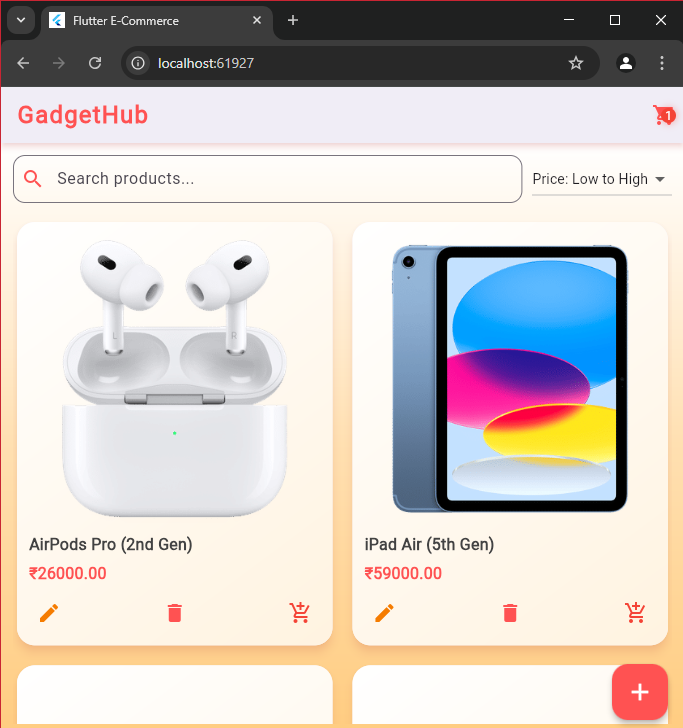 Flutter E-Commerce
localhost:61927
GadgetHub
1
Search products...
Price: Low to High
L R
AirPods Pro (2nd Gen)
iPad Air (5th Gen)
₹26000.00
₹59000.00